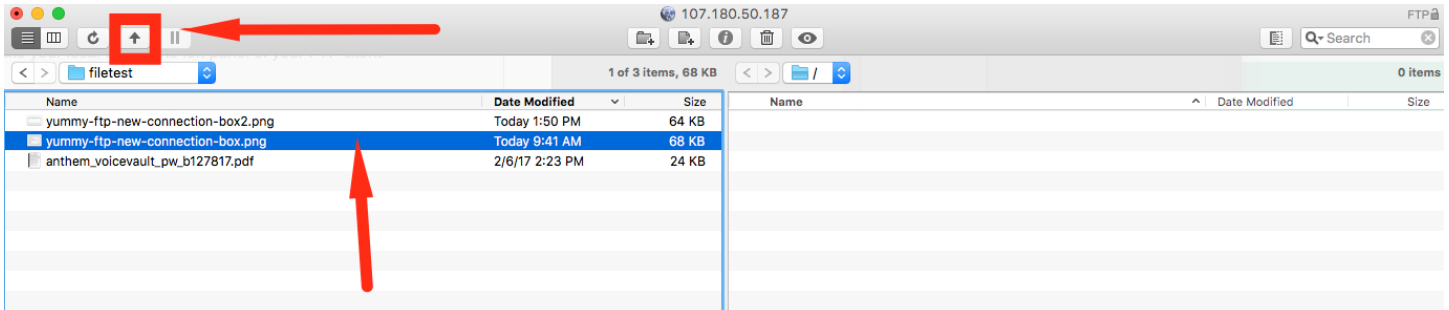 107.180.50.187
FTP
Search
filetest
1 of 3 items, 68 KB
/
0 items
Name Date Modified Size
Name Date Modified Size
yummy-ftp-new-connection-box2.png Today 1:50 PM 64 KB
yummy-ftp-new-connection-box.png Today 9:41 AM 68 KB
anthem_voicevault_pw_b127817.pdf 2/6/17 2:23 PM 24 KB